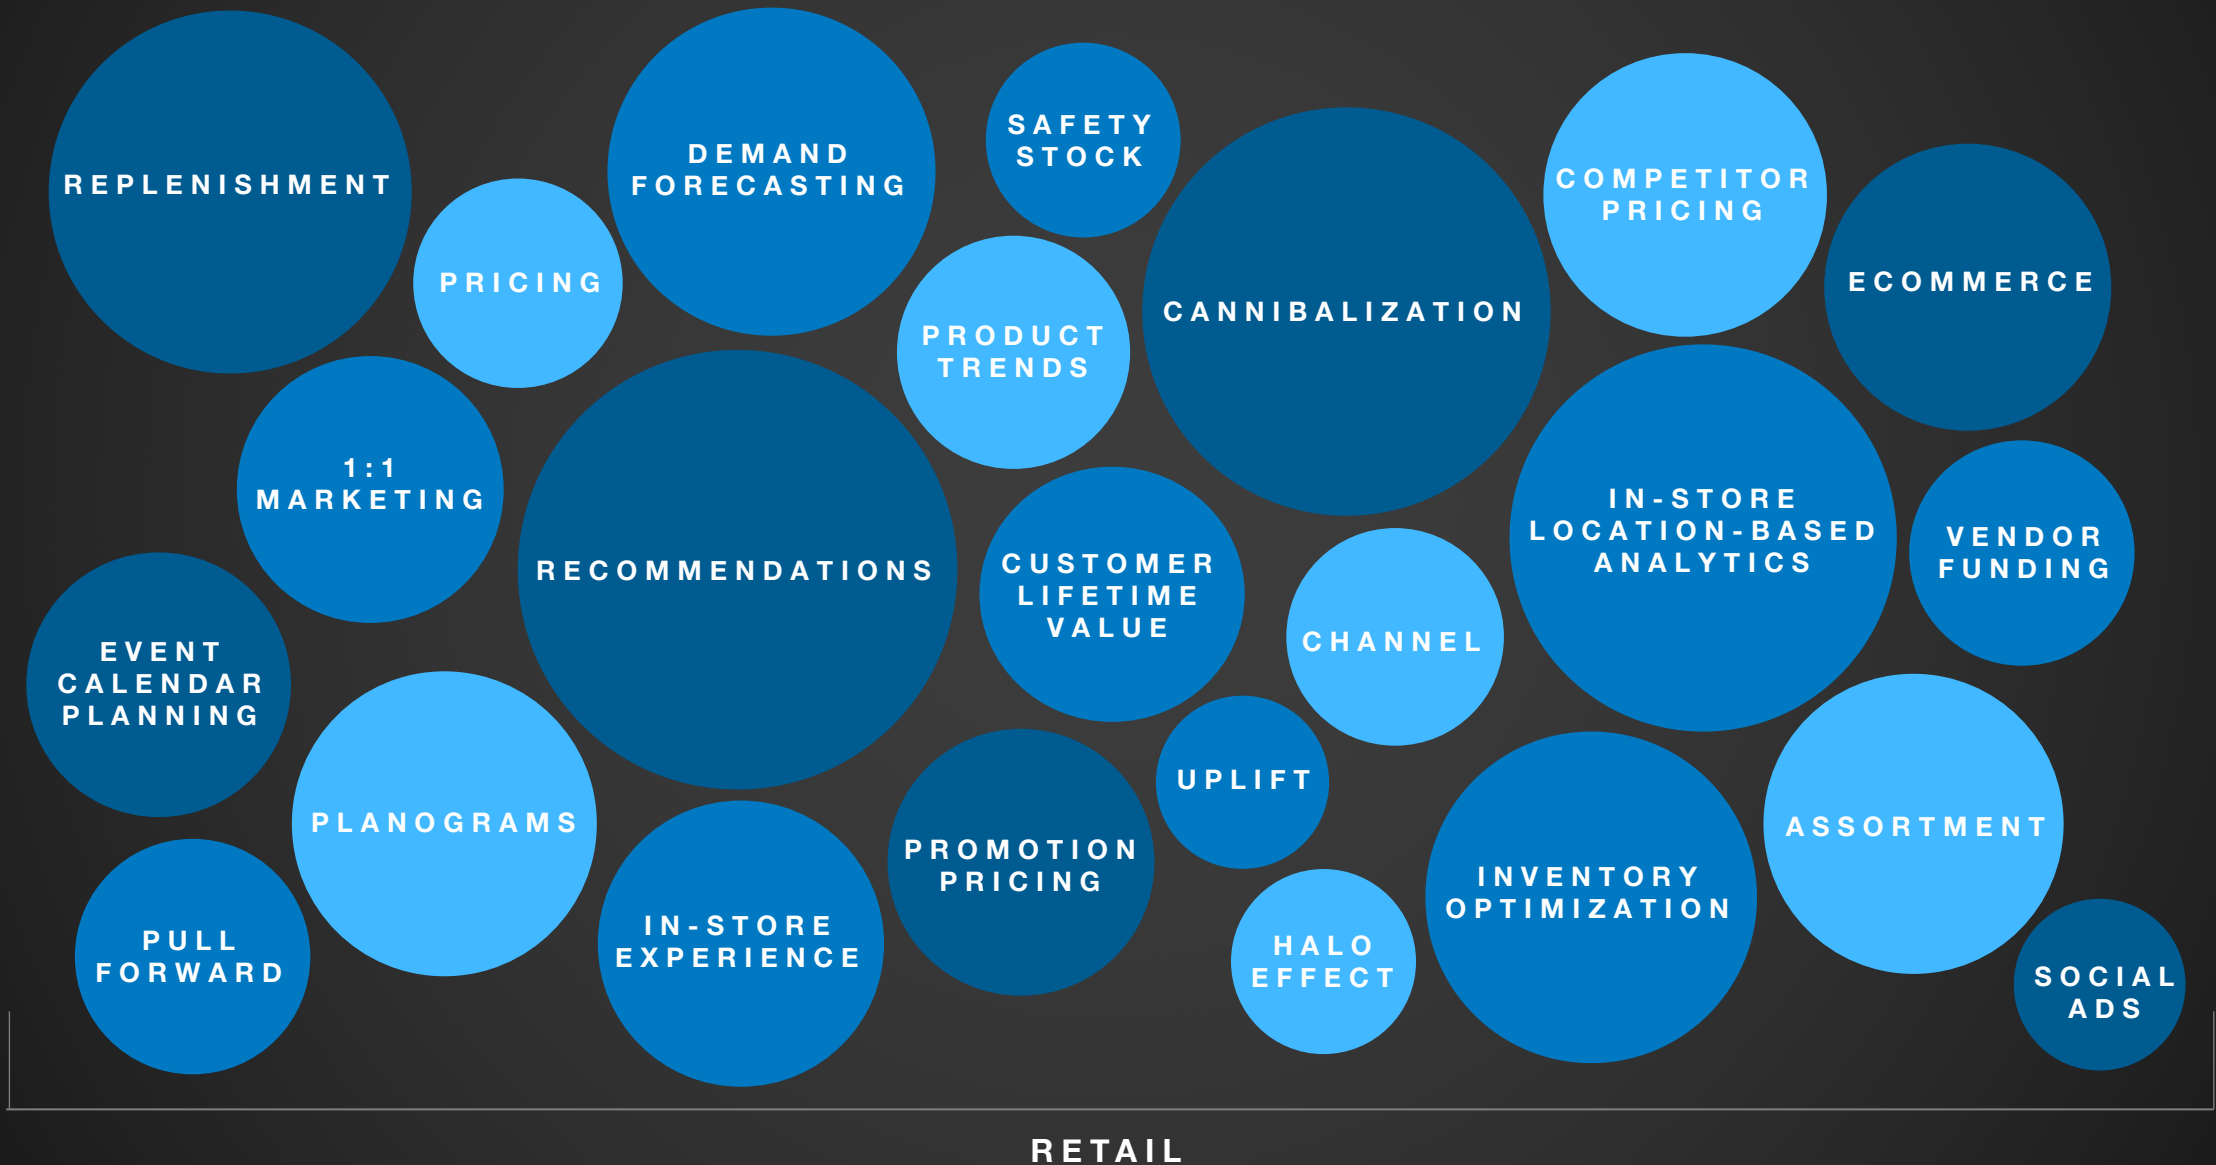 REPLENISHMENT
DEMAND
FORECASTING
SAFETY
STOCK
COMPETITOR
PRICING
PRICING
ECOMMERCE
CANNIBALIZATION
PRODUCT
TRENDS
1:1
MARKETING
RECOMMENDATIONS
CUSTOMER
LIFETIME
VALUE
CHANNEL
IN-STORE
LOCATION-BASED
ANALYTICS
VENDOR
FUNDING
EVENT
CALENDAR
PLANNING
PLANOGRAMS
UPLIFT
PROMOTION
PRICING
ASSORTMENT
INVENTORY
OPTIMIZATION
PULL
FORWARD
IN-STORE
EXPERIENCE
HALO
EFFECT
SOCIAL
ADS
RETAIL